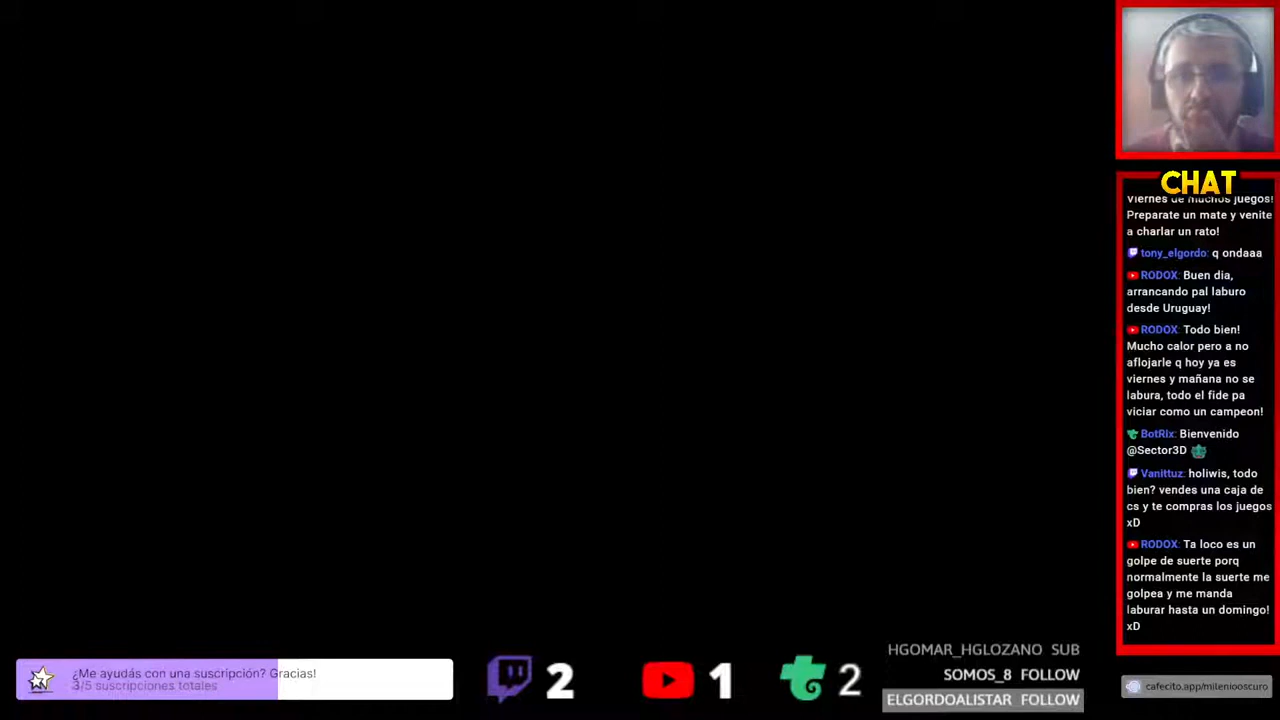 CHAT
Viernes de muchos juegos!
Preparate un mate y venite
a charlar un rato!
tony_elgordo: q ondaaa
RODOX: Buen dia,
arrancando pal laburo
desde Uruguay!
RODOX: Todo bien!
Mucho calor pero a no
aflojarle q hoy ya es
viernes y mañana no se
labura, todo el fide pa
viciar como un campeon!
BotRix: Bienvenido
@Sector3D
Vanittuz: holiwis, todo
bien? vendes una caja de
cs y te compras los juegos
xD
RODOX: Ta loco es un
golpe de suerte porq
normalmente la suerte me
golpea y me manda
laburar hasta un domingo!
xD
¿Me ayudás con una suscripción? Gracias!
3/5 suscripciones totales
2
1
2
HGOMAR_HGLOZANO SUB
SOMOS_8 FOLLOW
ELGORDOALISTAR FOLLOW
cafecito.app/mileniooscuro